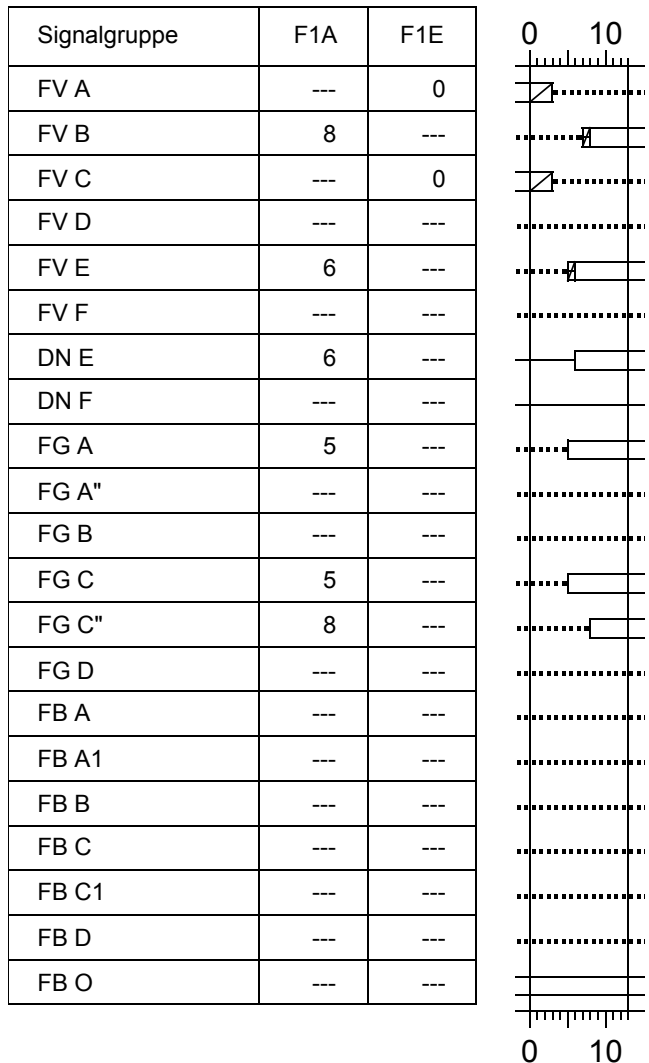 Signalgruppe F1A F1E 0 10
FV A --- 0
FV B 8 ---
FV C --- 0
FV D --- ---
FV E 6 ---
FV F --- ---
DN E 6 ---
DN F --- ---
FG A 5 ---
FG A" --- ---
FG B --- ---
FG C 5 ---
FG C" 8 ---
FG D --- ---
FB A --- ---
FB A1 --- ---
FB B --- ---
FB C --- ---
FB C1 --- ---
FB D --- ---
FB O --- ---
0 10